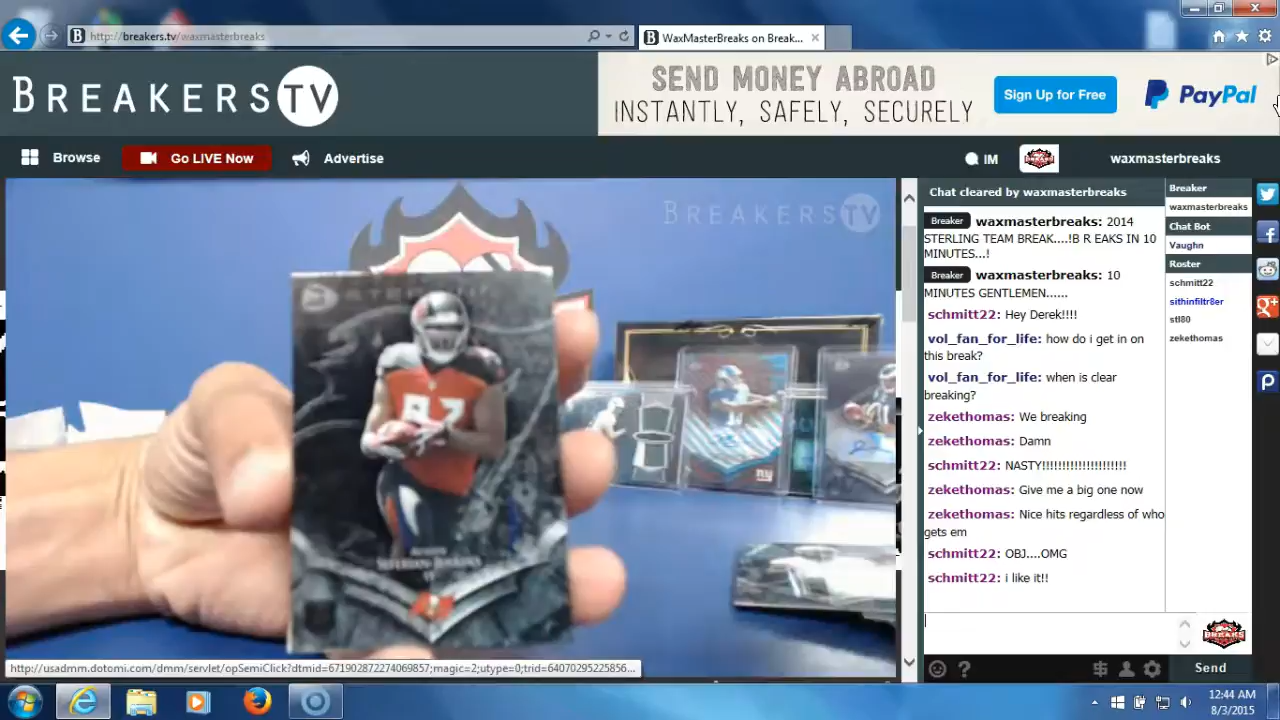 http://breakers.tv/waxmasterbreaks
WaxMasterBreaks on Break...
BREAKERSTV
SEND MONEY ABROAD
INSTANTLY, SAFELY, SECURELY
Sign Up for Free
PayPal
Browse
Go LIVE Now
Advertise
IM
waxmasterbreaks
BREAKERSTV
87
Chat cleared by waxmasterbreaks
Breaker waxmasterbreaks: 2014
STERLING TEAM BREAK....!B R EAKS IN 10
MINUTES...!
Breaker waxmasterbreaks: 10
MINUTES GENTLEMEN......
schmitt22: Hey Derek!!!!
vol_fan_for_life: how do i get in on
this break?
vol_fan_for_life: when is clear
breaking?
zekethomas: We breaking
zekethomas: Damn
schmitt22: NASTY!!!!!!!!!!!!!!!!!!!!!
zekethomas: Give me a big one now
zekethomas: Nice hits regardless of who
gets em
schmitt22: OBJ....OMG
schmitt22: i like it!!
Breaker
waxmasterbreaks
Chat Bot
Vaughn
Roster
schmitt22
sithinfiltr8er
stl80
zekethomas
BREAKS
Send
http://usadmm.dotomi.com/dmm/servlet/opSemiClick?dtmid=671902872274069857;magic=2;utype=0;trid=64070295225856...
12:44 AM
8/3/2015